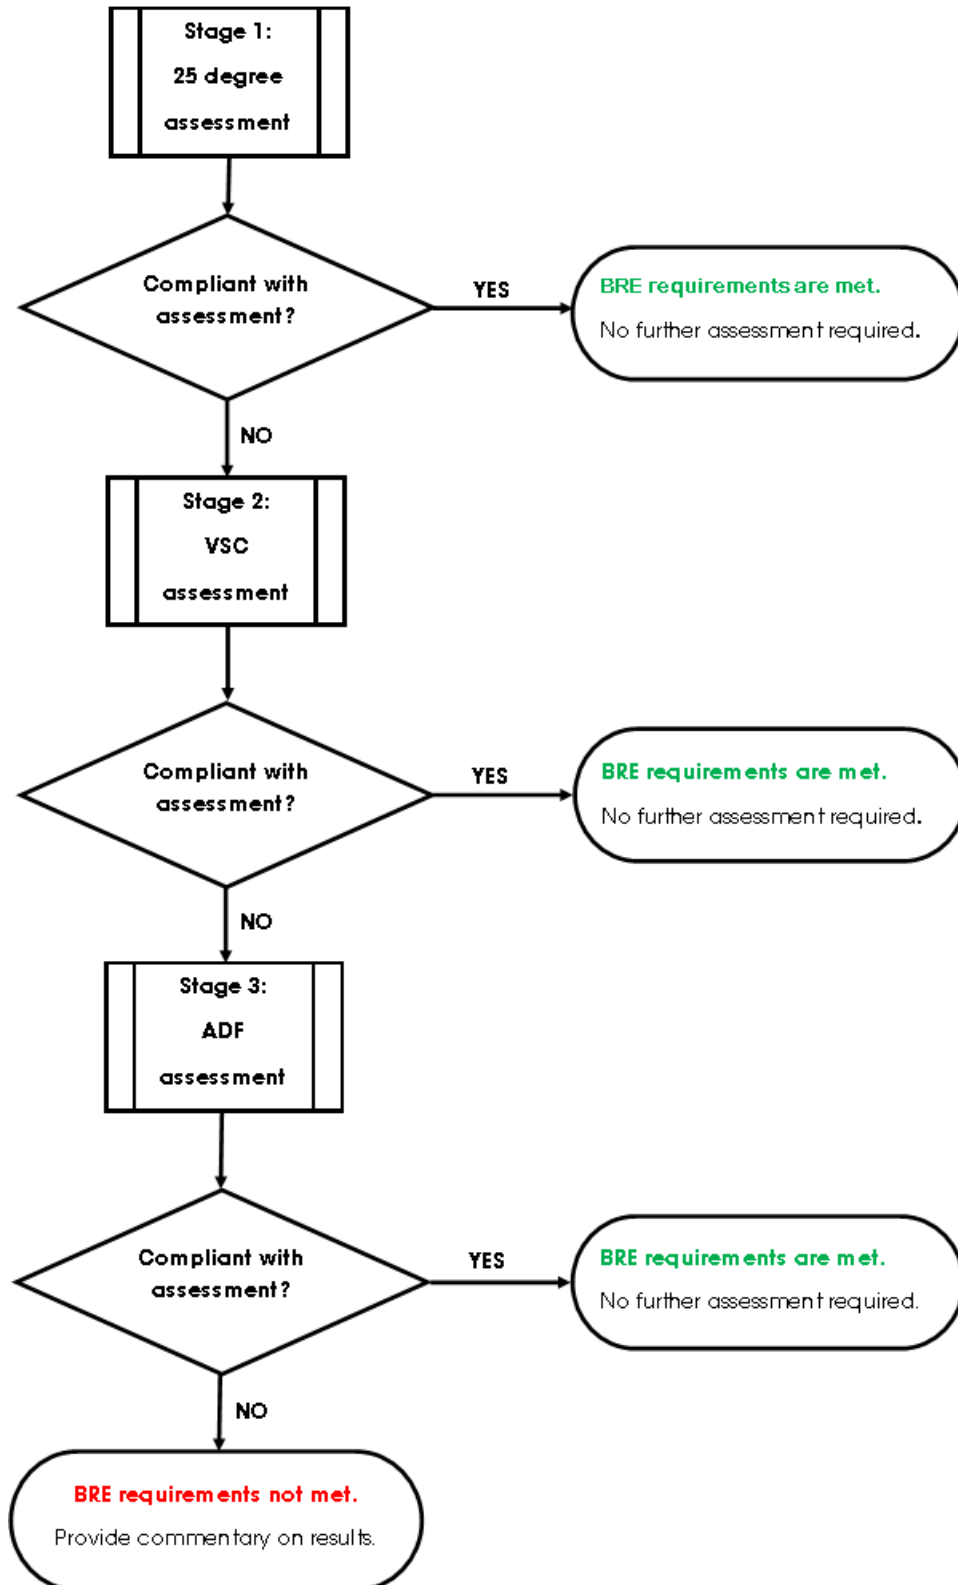 Stage 1:
25 degree
assessment
Compliant with
assessment?
YES
BRE requirements are met.
No further assessment required.
NO
Stage 2:
VSC
assessment
Compliant with
assessment?
YES
BRE requirements are met.
No further assessment required.
NO
Stage 3:
ADF
assessment
Compliant with
assessment?
YES
BRE requirements are met.
No further assessment required.
NO
BRE requirements not met.
Provide commentary on results.